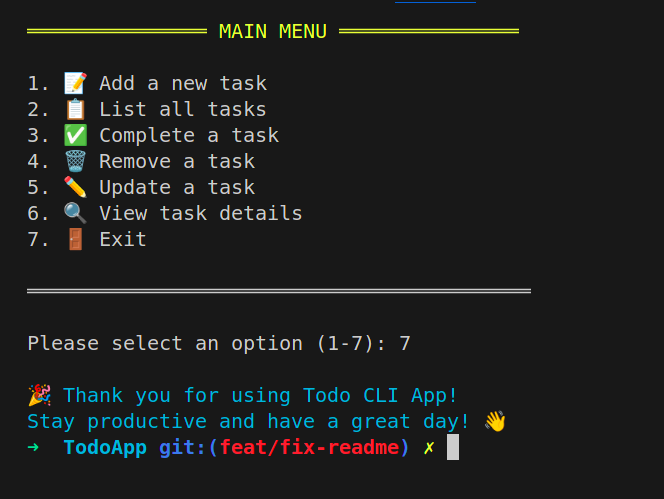 ═══════════════ MAIN MENU ═══════════════
1. 📝 Add a new task
2. 📋 List all tasks
3. ✅ Complete a task
4. 🗑️ Remove a task
5. ✏️ Update a task
6. 🔍 View task details
7. 🚪 Exit
══════════════════════════════════════════
Please select an option (1-7): 7
🎉 Thank you for using Todo CLI App!
Stay productive and have a great day! 👋
➜  TodoApp git:(feat/fix-readme) ✗